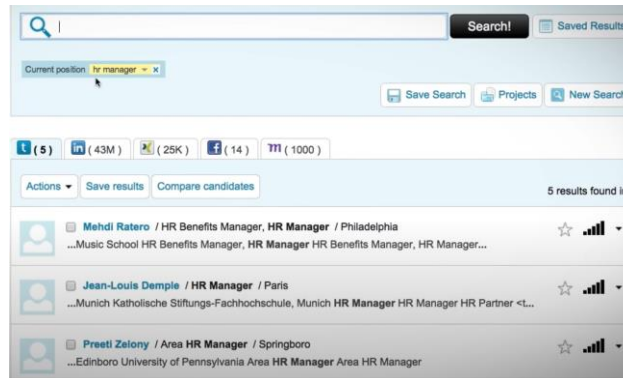 Search!
Saved Results
Current position hr manager x
Save Search
Projects
New Search
t (5) in (43M) (25K) f (14) m (1000)
Actions Save results Compare candidates
5 results found i
Mehdi Ratero / HR Benefits Manager, HR Manager / Philadelphia
...Music School HR Benefits Manager, HR Manager HR Benefits Manager, HR Manager...
Jean-Louis Demple / HR Manager / Paris
...Munich Katholische Stiftungs-Fachhochschule, Munich HR Manager HR Manager HR Partner <t...
Preeti Zelony / Area HR Manager / Springboro
...Edinboro University of Pennsylvania Area HR Manager Area HR Manager